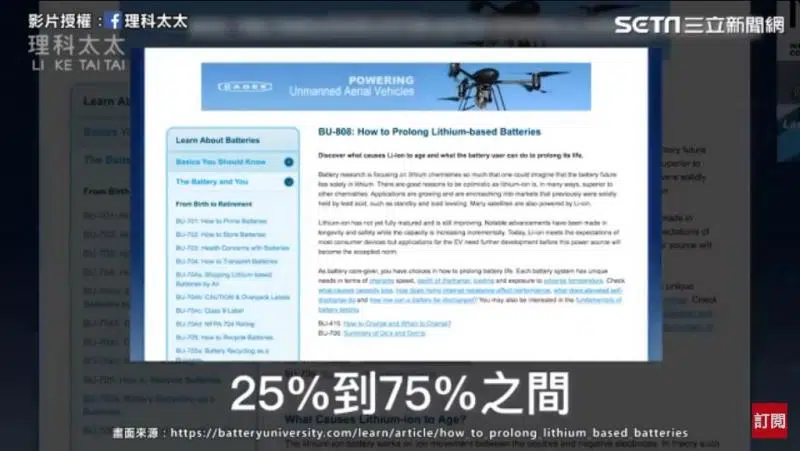 影片授權：f 理科太太
理科太太
LI KE TAI TAI
SETN 三立新聞網
CADEX
POWERING
Unmanned Aerial Vehicles
Learn About Batteries
Basics You Should Know
The Battery and You
From Birth to Retirement
BU-701: How to Prime Batteries
BU-702: How to Store Batteries
BU-703: Health Concerns with Batteries
BU-704: How to Transport Batteries
BU-704a: Shipping Lithium-based
Batteries by Air
BU-704b: CAUTION & Overpack Labels
BU-704c: Class 9 Label
BU-704d: NFPA 704 Rating
BU-705: How to Recycle Batteries
BU-705a: Battery Recycling as a
BU-808: How to Prolong Lithium-based Batteries
Discover what causes Li-ion to age and what the battery user can do to prolong its life.
Battery research is focusing on lithium chemistries so much that one could imagine that the battery future
lies solely in lithium. There are good reasons to be optimistic as lithium-ion is, in many ways, superior to
other chemistries. Applications are growing and are encroaching into markets that previously were solidly
held by lead acid, such as standby and load leveling. Many satellites are also powered by Li-ion.
Lithium-ion has not yet fully matured and is still improving. Notable advancements have been made in
longevity and safety while the capacity is increasing incrementally. Today, Li-ion meets the expectations of
most consumer devices but applications for the EV need further development before this power source will
become the accepted norm.
As battery care-giver, you have choices in how to prolong battery life. Each battery system has unique
needs in terms of charging speed, depth of discharge, loading and exposure to adverse temperature. Check
what causes capacity loss, how does rising internal resistance affect performance, what does elevated self-
discharge do and how low can a battery be discharged? You may also be interested in the fundamentals of
battery testing.
BU-415: How to Charge and When to Charge?
BU-706: Summary of Do's and Don'ts
25%到75%之間
What Causes Lithium-ion to Age?
訂閱
畫面來源：https://batteryuniversity.com/learn/article/how_to_prolong_lithium_based_batteries